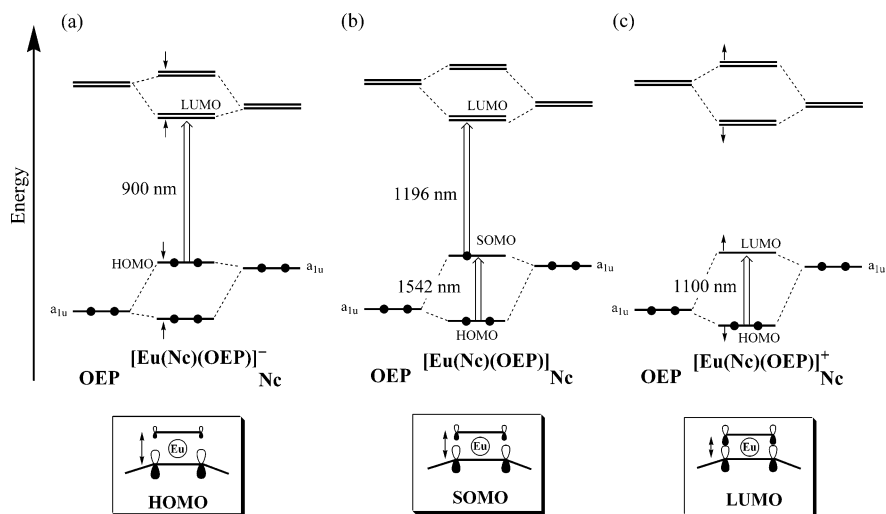 (a)
(b)
(c)
Energy
LUMO
900 nm
HOMO
a1u
a1u
[Eu(Nc)(OEP)]−
OEP
Nc
Eu
HOMO
LUMO
1196 nm
SOMO
a1u
1542 nm
a1u
HOMO
[Eu(Nc)(OEP)]
OEP
Nc
Eu
SOMO
LUMO
a1u
1100 nm
a1u
HOMO
[Eu(Nc)(OEP)]+
OEP
Nc
Eu
LUMO